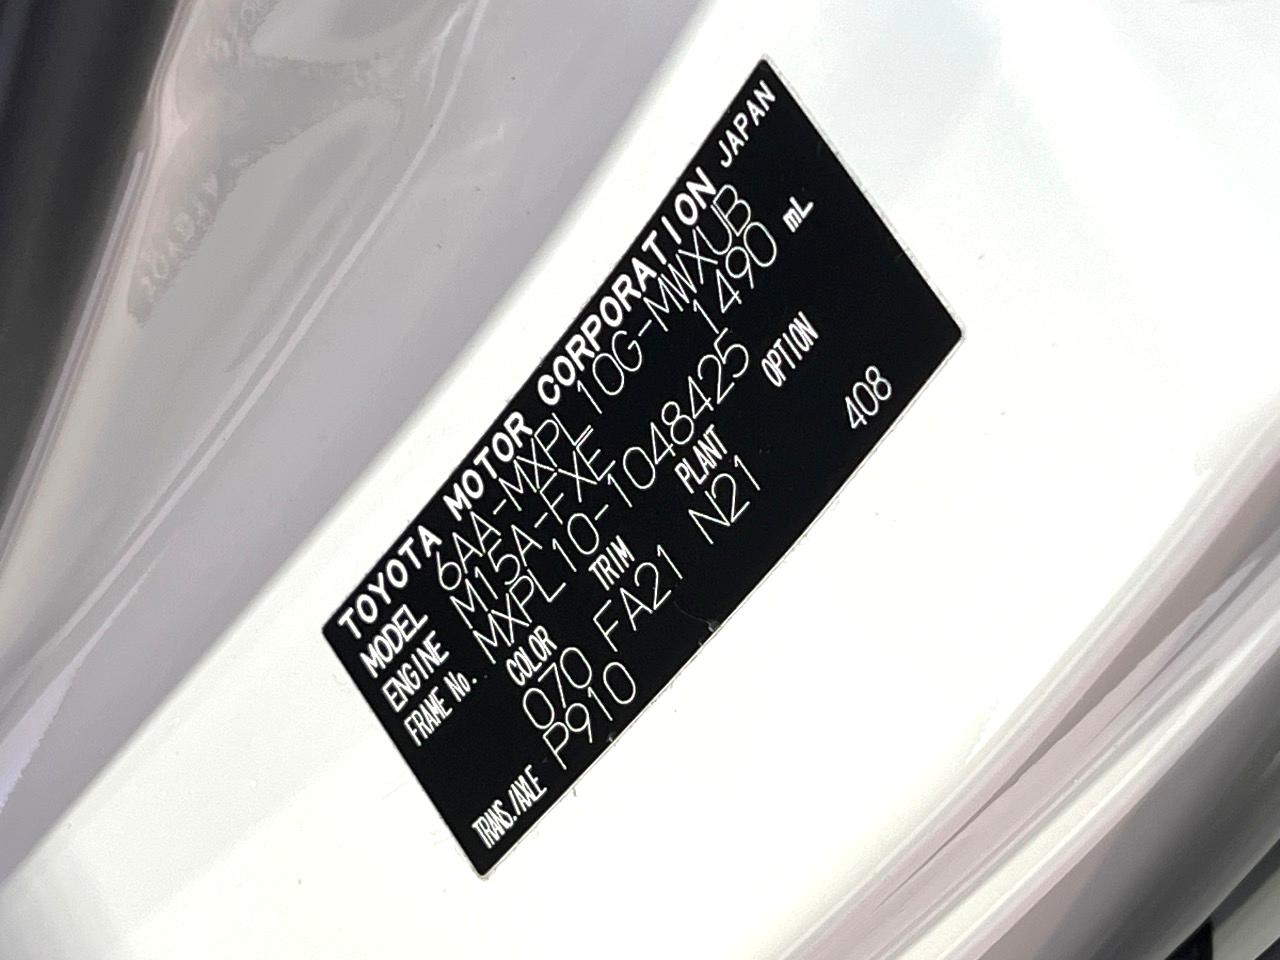 TOYOTA MOTOR CORPORATION JAPAN
MODEL 6AA-MXPL10G-MWXUB
ENGINE M15A-FXE 1490 mL
FRAME No. MXPL10-1048425
COLOR TRIM PLANT OPTION
070 FA21 N21 408
TRANS./AXLE P910